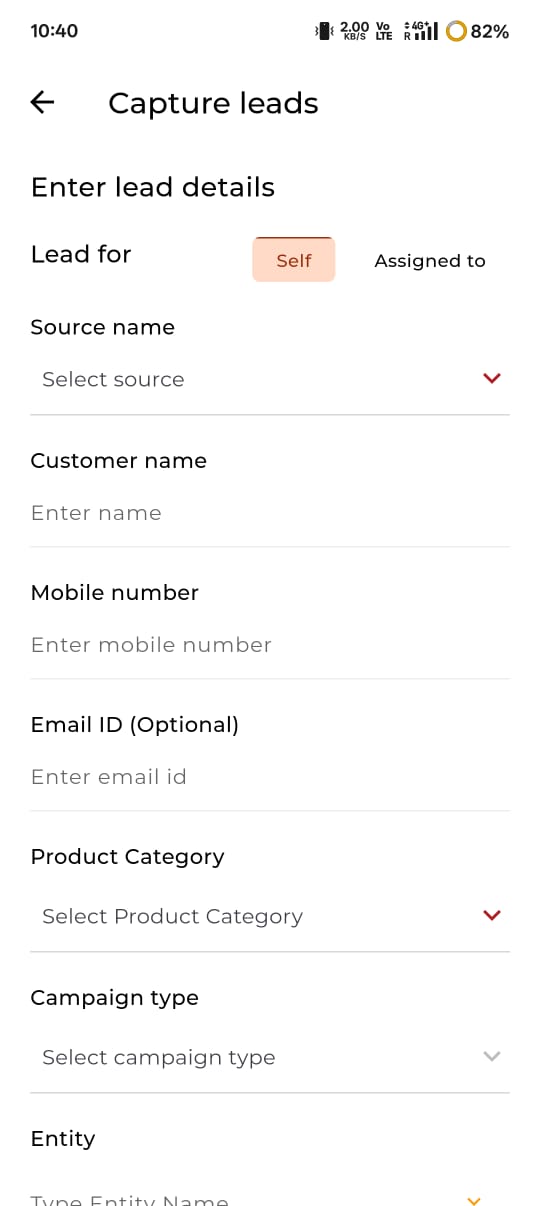 10:40 2.00 KB/S Vo LTE 4G+ R 82%
Capture leads
Enter lead details
Lead for Self Assigned to
Source name
Select source
Customer name
Enter name
Mobile number
Enter mobile number
Email ID (Optional)
Enter email id
Product Category
Select Product Category
Campaign type
Select campaign type
Entity
Type Entity Name